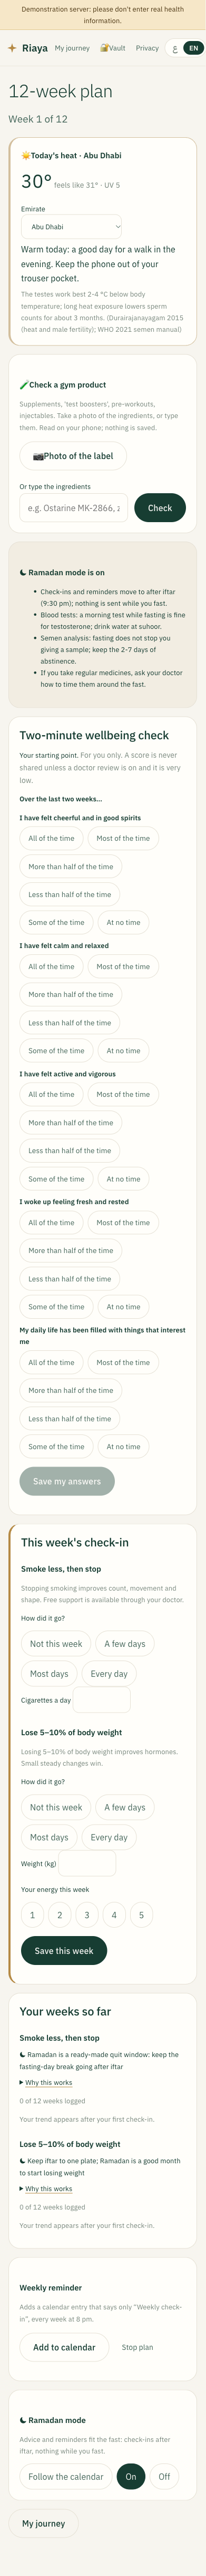 Demonstration server: please don't enter real health
information.
Riaya My journey Vault Privacy ع EN
12-week plan
Week 1 of 12
Today's heat · Abu Dhabi
30° feels like 31° · UV 5
Emirate
Abu Dhabi
Warm today: a good day for a walk in the
evening. Keep the phone out of your
trouser pocket.
The testes work best 2-4 °C below body
temperature; long heat exposure lowers sperm
counts for about 3 months. (Durairajanayagam 2015
(heat and male fertility); WHO 2021 semen manual)
Check a gym product
Supplements, 'test boosters', pre-workouts,
injectables. Take a photo of the ingredients, or type
them. Read on your phone; nothing is saved.
Photo of the label
Or type the ingredients
e.g. Ostarine MK-2866, Check
Ramadan mode is on
• Check-ins and reminders move to after iftar
(9:30 pm); nothing is sent while you fast.
• Blood tests: a morning test while fasting is fine
for testosterone; drink water at suhoor.
• Semen analysis: fasting does not stop you
giving a sample; keep the 2-7 days of
abstinence.
• If you take regular medicines, ask your doctor
how to time them around the fast.
Two-minute wellbeing check
Your starting point. For you only. A score is never
shared unless a doctor review is on and it is very
low.
Over the last two weeks…
I have felt cheerful and in good spirits
All of the time Most of the time
More than half of the time
Less than half of the time
Some of the time At no time
I have felt calm and relaxed
All of the time Most of the time
More than half of the time
Less than half of the time
Some of the time At no time
I have felt active and vigorous
All of the time Most of the time
More than half of the time
Less than half of the time
Some of the time At no time
I woke up feeling fresh and rested
All of the time Most of the time
More than half of the time
Less than half of the time
Some of the time At no time
My daily life has been filled with things that interest
me
All of the time Most of the time
More than half of the time
Less than half of the time
Some of the time At no time
Save my answers
This week's check-in
Smoke less, then stop
Stopping smoking improves count, movement and
shape. Free support is available through your doctor.
How did it go?
Not this week A few days
Most days Every day
Cigarettes a day
Lose 5–10% of body weight
Losing 5–10% of body weight improves hormones.
Small steady changes win.
How did it go?
Not this week A few days
Most days Every day
Weight (kg)
Your energy this week
1 2 3 4 5
Save this week
Your weeks so far
Smoke less, then stop
Ramadan is a ready-made quit window: keep the
fasting-day break going after iftar
Why this works
0 of 12 weeks logged
Your trend appears after your first check-in.
Lose 5–10% of body weight
Keep iftar to one plate; Ramadan is a good month
to start losing weight
Why this works
0 of 12 weeks logged
Your trend appears after your first check-in.
Weekly reminder
Adds a calendar entry that says only “Weekly check-
in”, every week at 8 pm.
Add to calendar Stop plan
Ramadan mode
Advice and reminders fit the fast: check-ins after
iftar, nothing while you fast.
Follow the calendar On Off
My journey